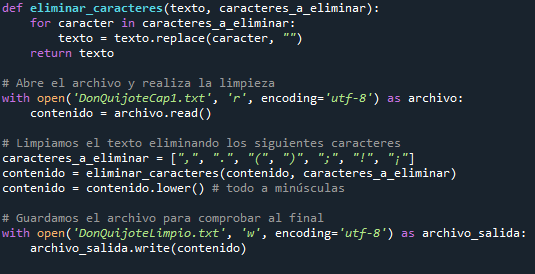 def eliminar_caracteres(texto, caracteres_a_eliminar):
    for caracter in caracteres_a_eliminar:
        texto = texto.replace(caracter, "")
    return texto

# Abre el archivo y realiza la limpieza
with open('DonQuijoteCap1.txt', 'r', encoding='utf-8') as archivo:
    contenido = archivo.read()

# Limpiamos el texto eliminando los siguientes caracteres
caracteres_a_eliminar = [",", ".", "(", ")", ";", "!", "¡"]
contenido = eliminar_caracteres(contenido, caracteres_a_eliminar)
contenido = contenido.lower() # todo a minúsculas

# Guardamos el archivo para comprobar al final
with open('DonQuijoteLimpio.txt', 'w', encoding='utf-8') as archivo_salida:
    archivo_salida.write(contenido)